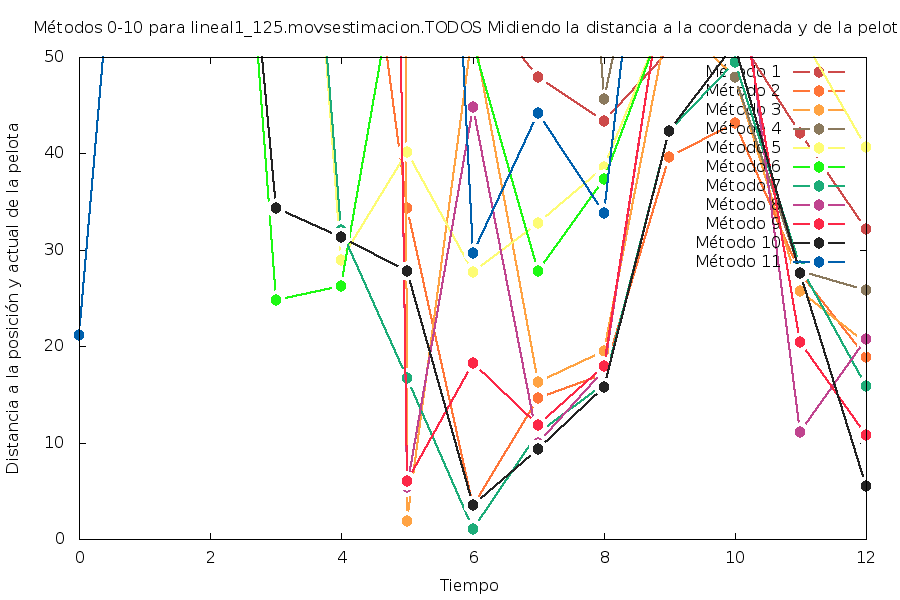 Métodos 0-10 para lineal1_125.movsestimacion.TODOS Midiendo la distancia a la coordenada y de la pelot
Distancia a la posición y actual de la pelota
50
40
30
20
10
0
0 2 4 6 8 10 12
Tiempo
Método 1
Método 2
Método 3
Método 4
Método 5
Método 6
Método 7
Método 8
Método 9
Método 10
Método 11